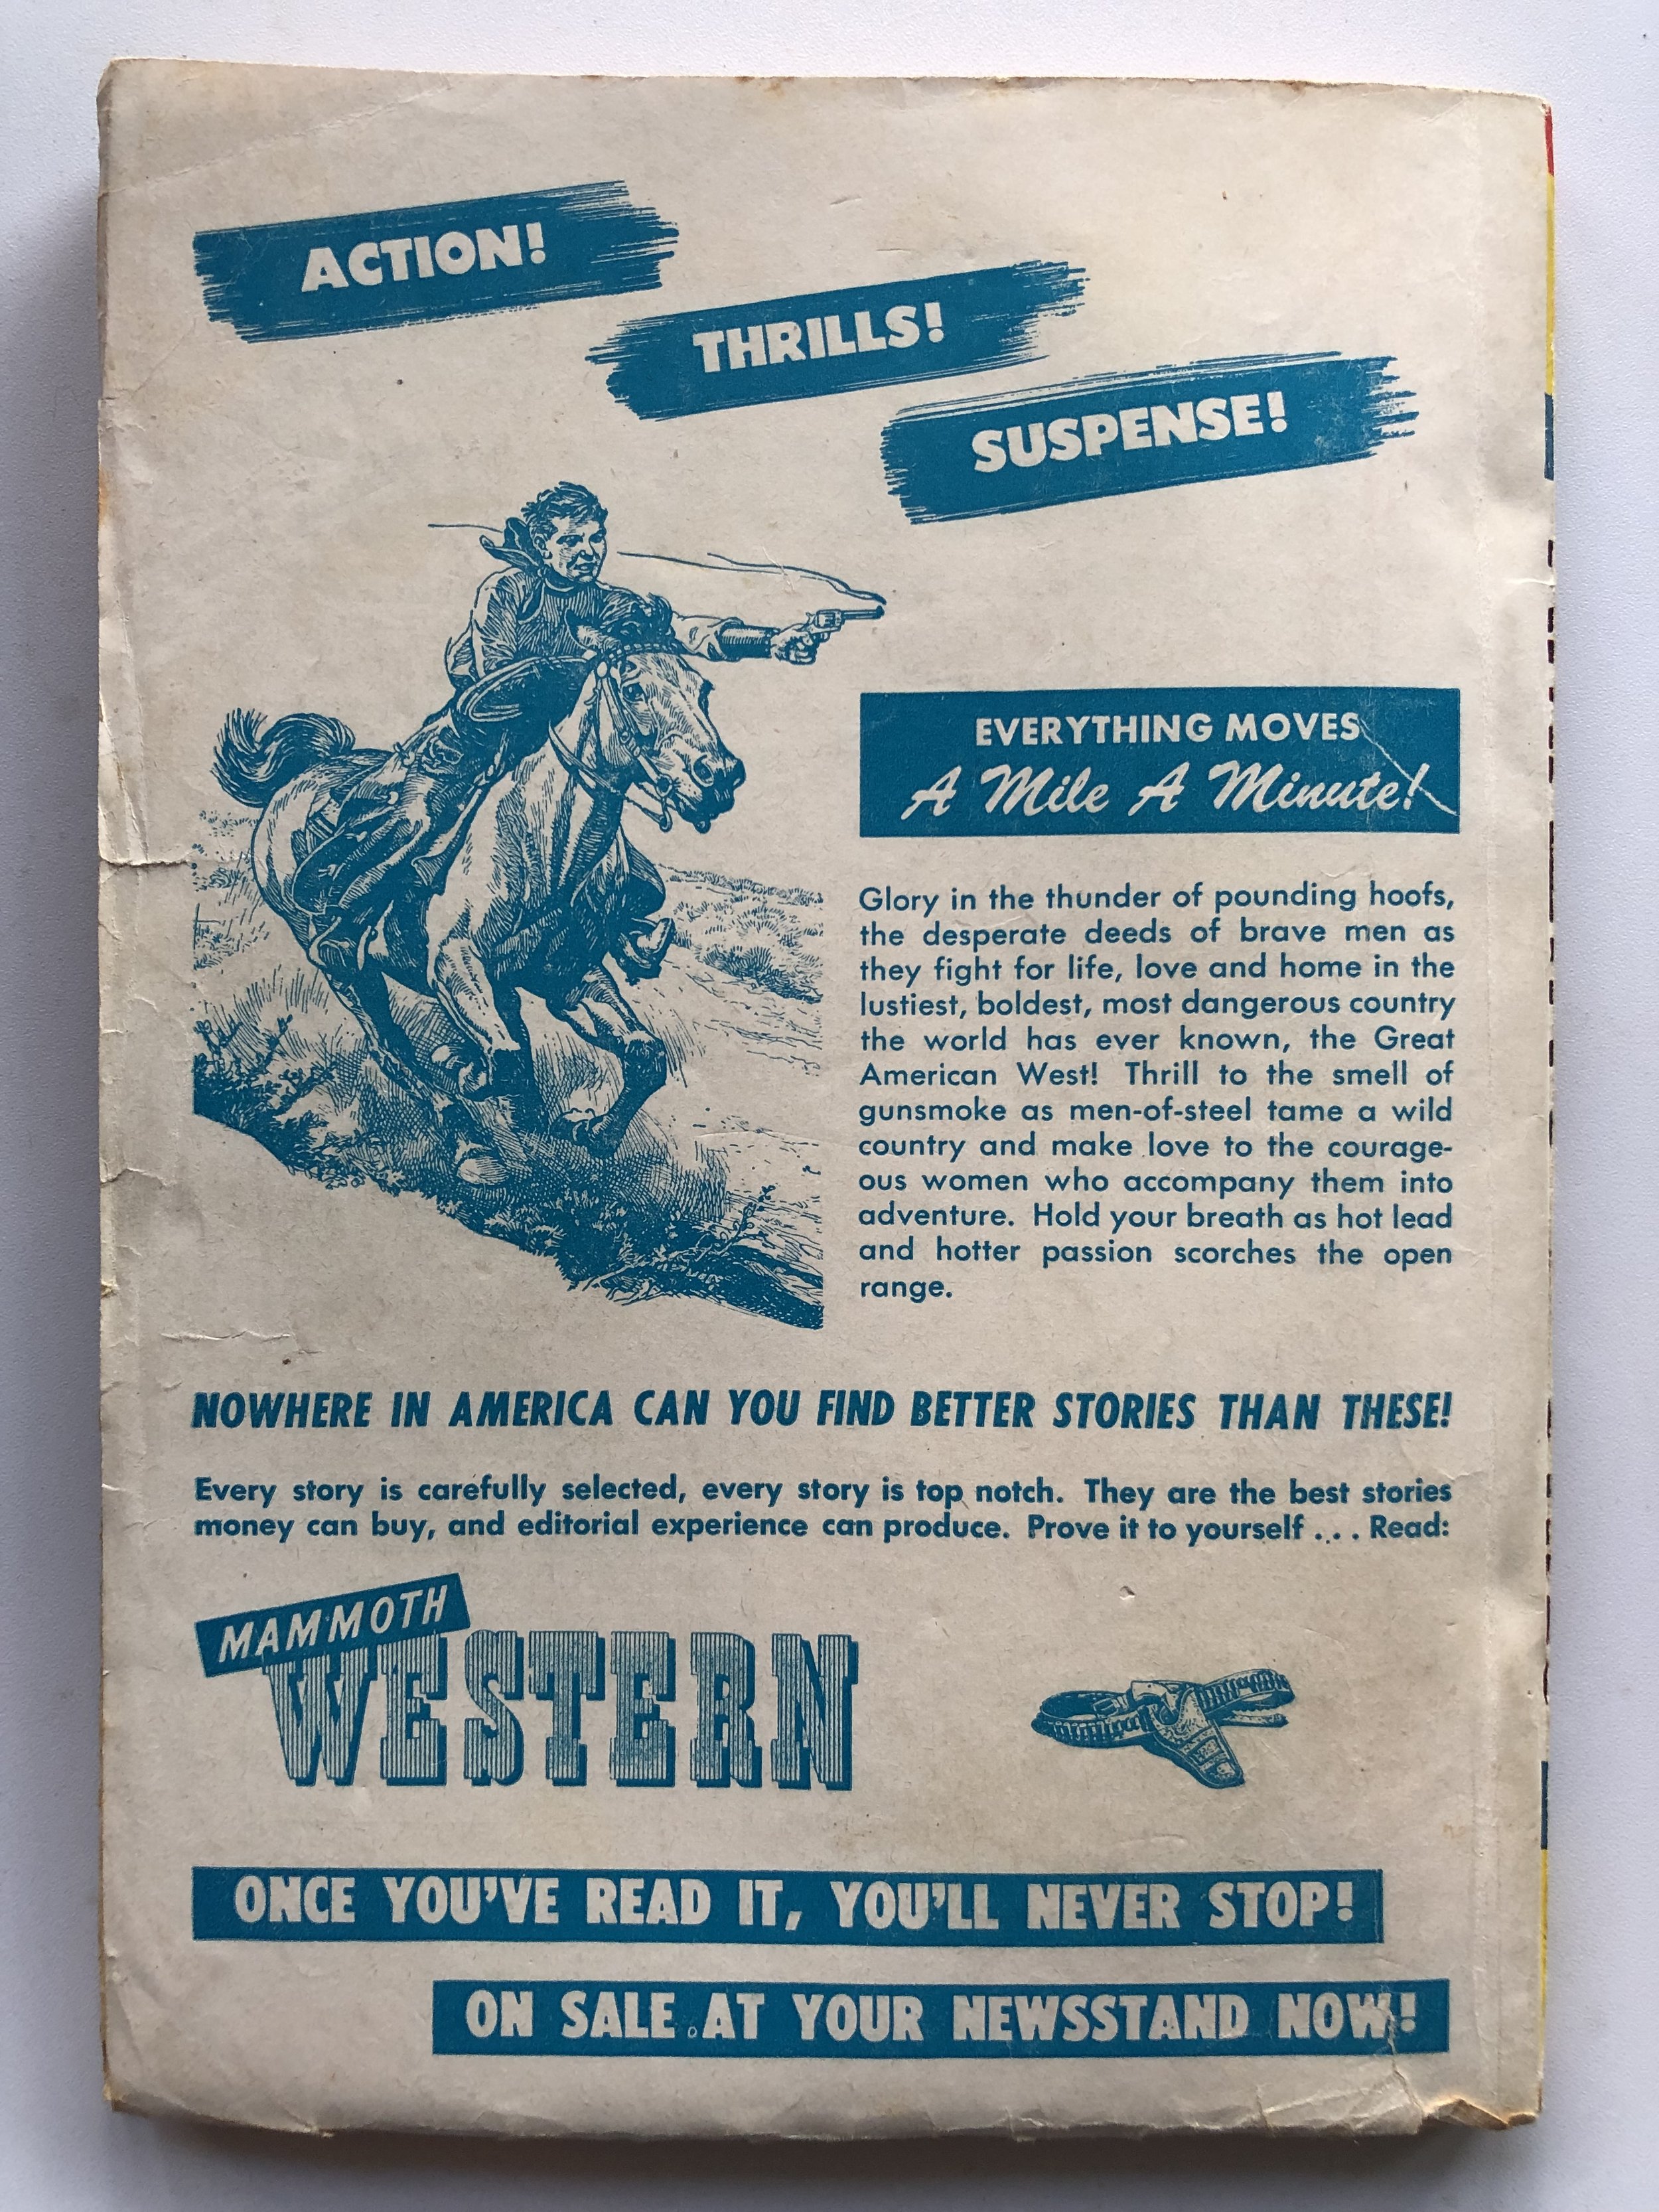 ACTION!
THRILLS!
SUSPENSE!
EVERYTHING MOVES
A Mile A Minute!
Glory in the thunder of pounding hoofs,
the desperate deeds of brave men as
they fight for life, love and home in the
lustiest, boldest, most dangerous country
the world has ever known, the Great
American West! Thrill to the smell of
gunsmoke as men-of-steel tame a wild
country and make love to the courage-
ous women who accompany them into
adventure. Hold your breath as hot lead
and hotter passion scorches the open
range.
NOWHERE IN AMERICA CAN YOU FIND BETTER STORIES THAN THESE!
Every story is carefully selected, every story is top notch. They are the best stories
money can buy, and editorial experience can produce. Prove it to yourself . . . Read:
MAMMOTH
WESTERN
ONCE YOU'VE READ IT, YOU'LL NEVER STOP!
ON SALE AT YOUR NEWSSTAND NOW!